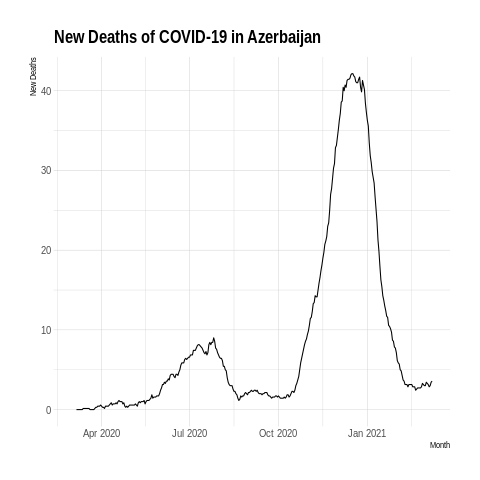 New Deaths of COVID-19 in Azerbaijan
New Deaths
40
30
20
10
0
Apr 2020 Jul 2020 Oct 2020 Jan 2021
Month